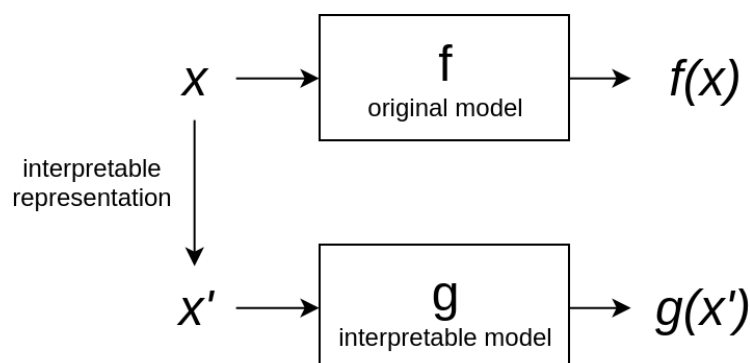 x
f
original model
f(x)
interpretable
representation
x'
g
interpretable model
g(x')